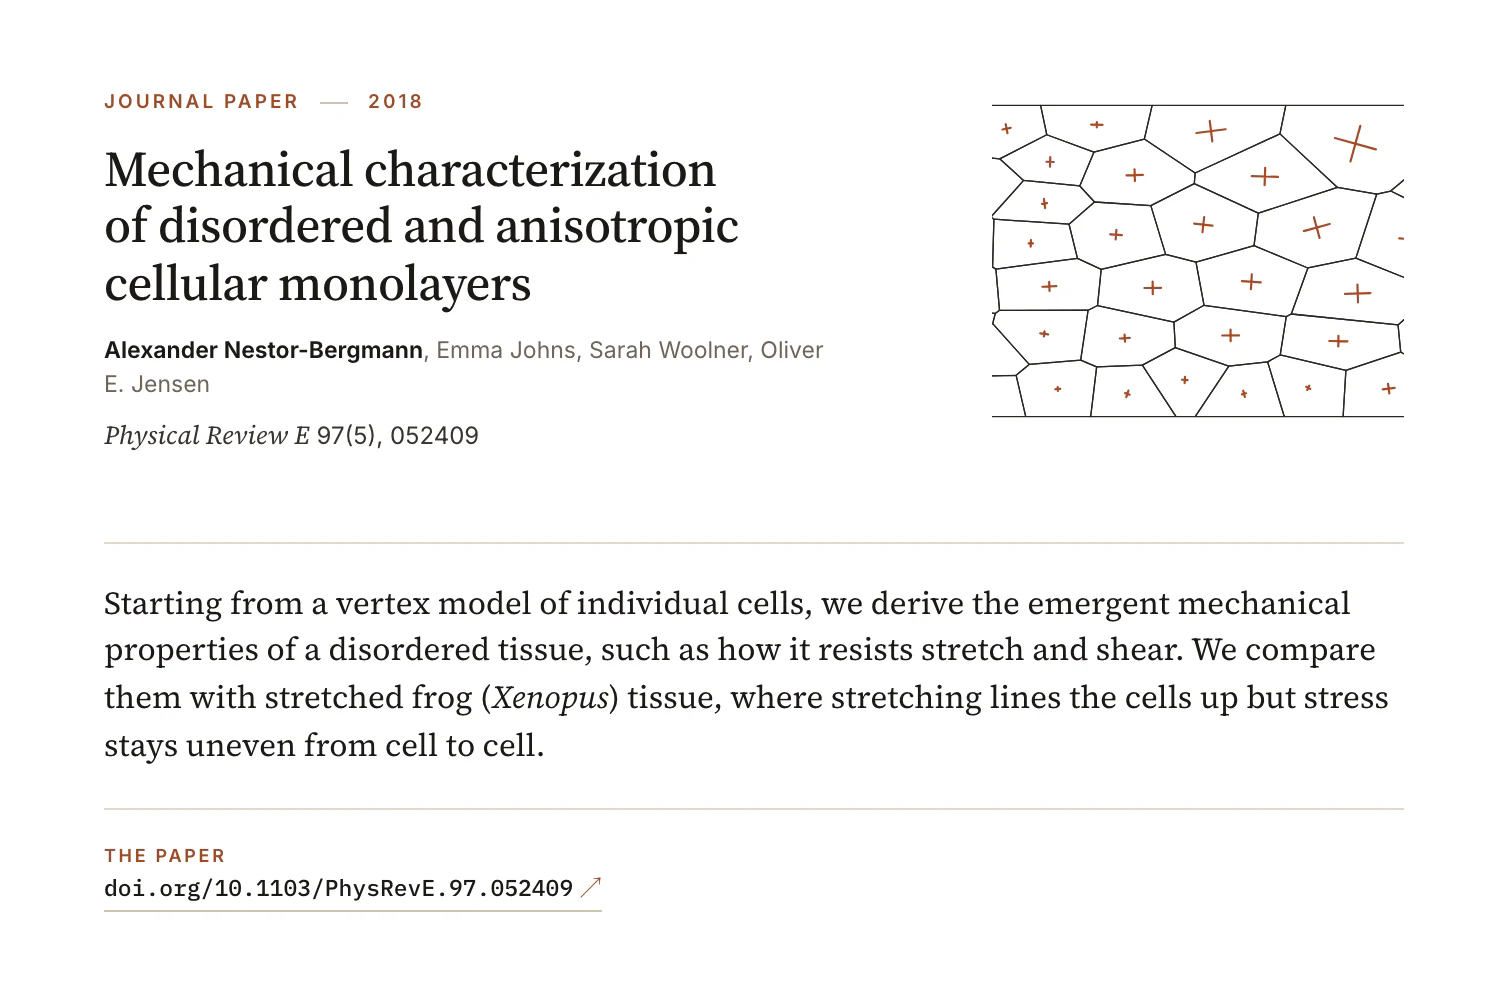 JOURNAL PAPER — 2018
Mechanical characterization
of disordered and anisotropic
cellular monolayers
Alexander Nestor-Bergmann, Emma Johns, Sarah Woolner, Oliver
E. Jensen
Physical Review E 97(5), 052409
Starting from a vertex model of individual cells, we derive the emergent mechanical
properties of a disordered tissue, such as how it resists stretch and shear. We compare
them with stretched frog (Xenopus) tissue, where stretching lines the cells up but stress
stays uneven from cell to cell.
THE PAPER
doi.org/10.1103/PhysRevE.97.052409 ↗